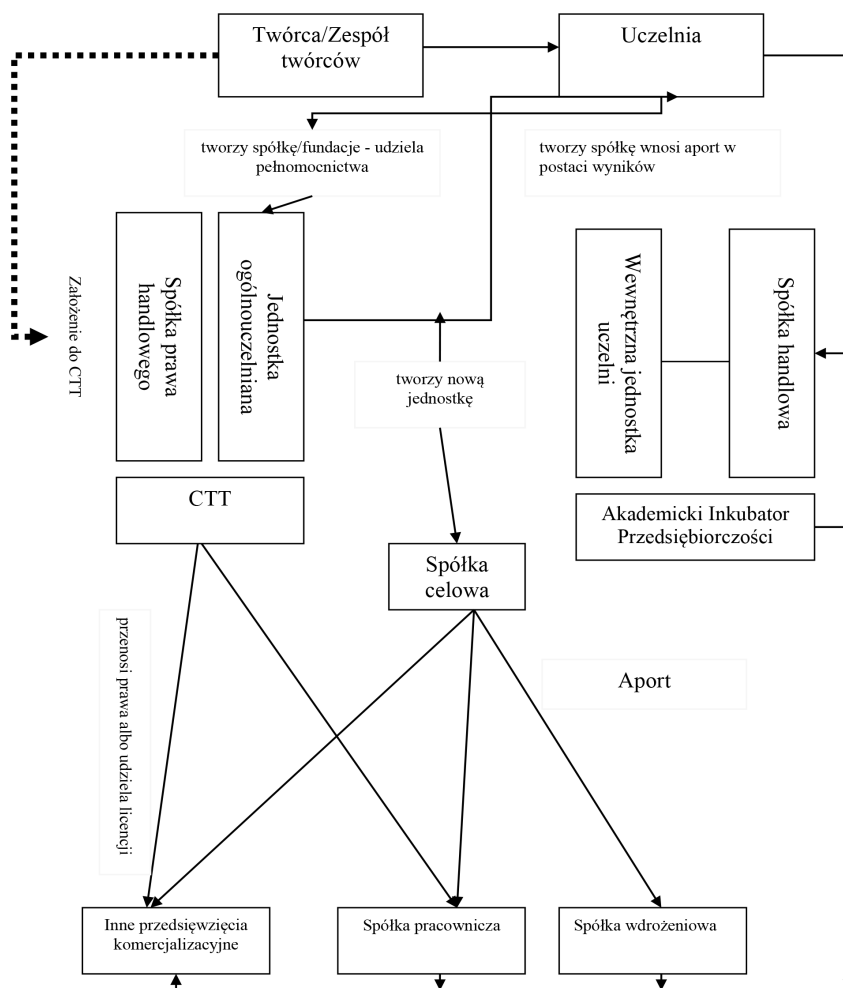 Twórca/Zespół
twórców
Uczelnia
tworzy spółkę/fundacje - udziela
pełnomocnictwa
tworzy spółkę wnosi aport w
postaci wyników
Założenie do CTT
Spółka prawa
handlowego
Jednostka
ogólnouczelniana
Wewnętrzna jednostka
uczelni
Spółka handlowa
tworzy nową
jednostkę
CTT
Akademicki Inkubator
Przedsiębiorczości
Spółka
celowa
przenosi prawa albo udziela licencji
Aport
Inne przedsięwzięcia
komercjalizacyjne
Spółka pracownicza
Spółka wdrożeniowa